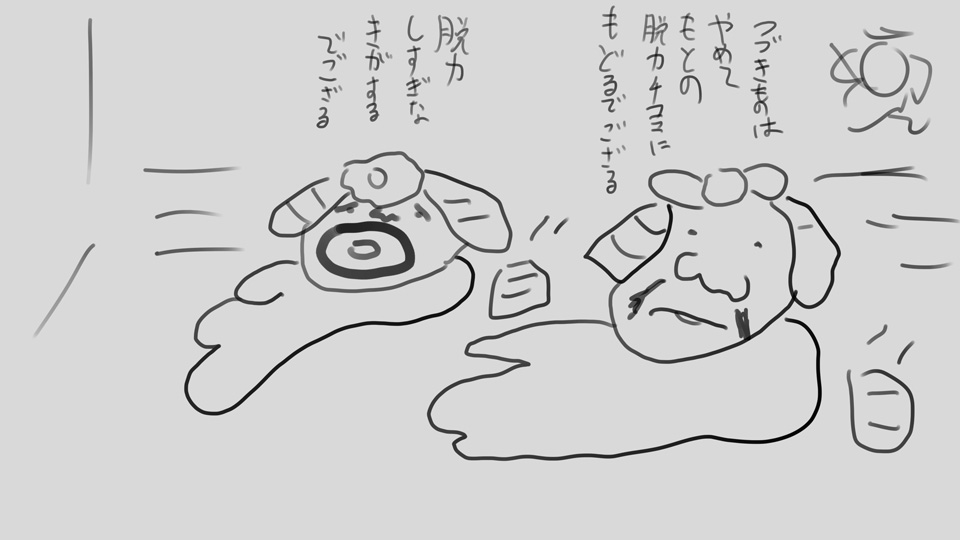 つづきものは
やめて
もとの
脱力チコミに
もどるでござる
脱力
しすぎな
きがする
でござる